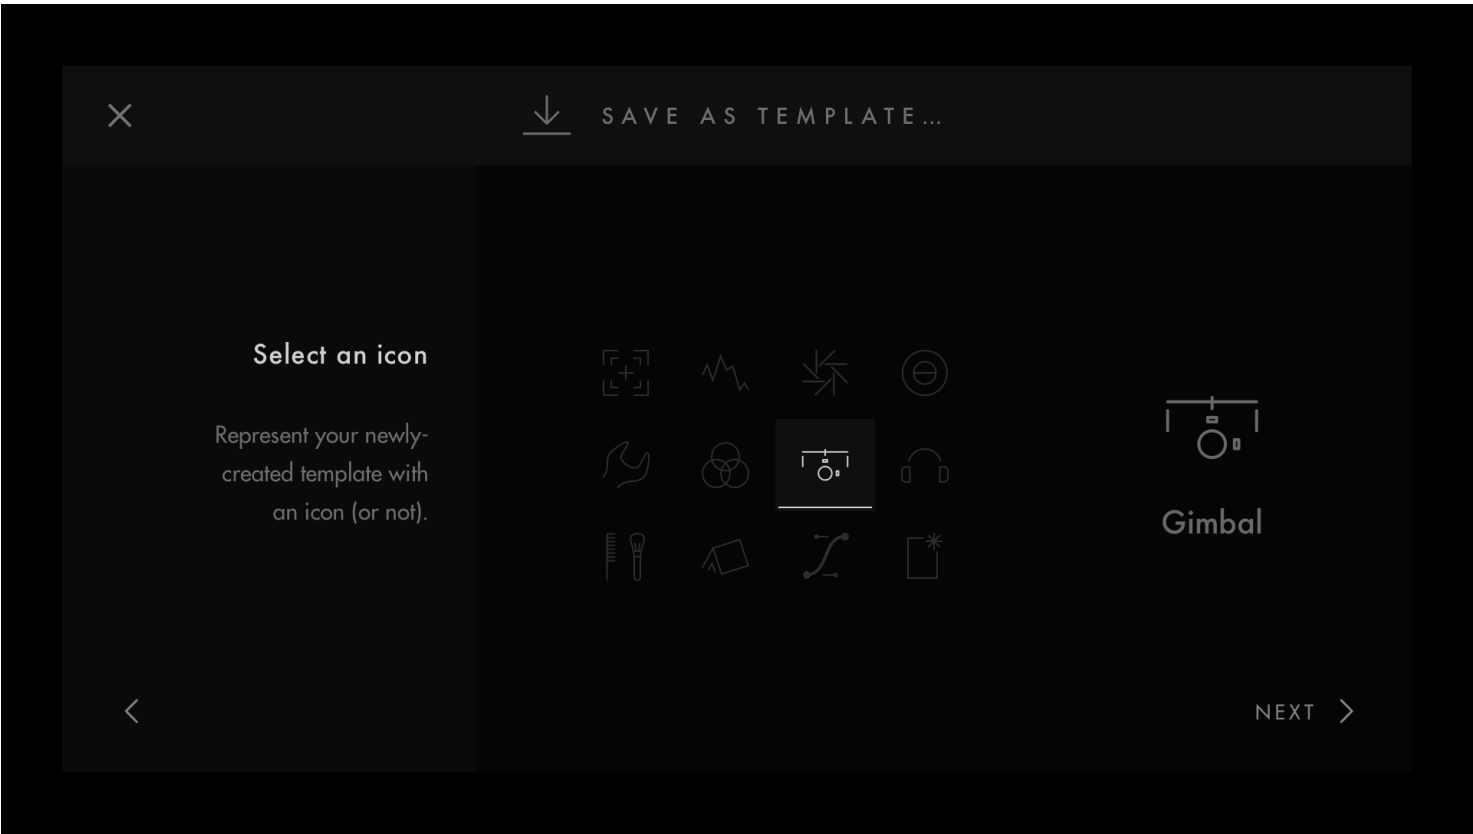 SAVE AS TEMPLATE…
Select an icon
Represent your newly-
created template with
an icon (or not).
Gimbal
NEXT